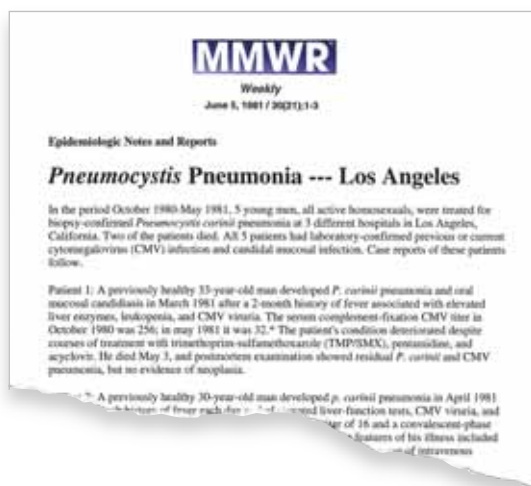 MMWR
Weekly
June 5, 1981 / 30(21);1-3
Epidemiologic Notes and Reports
Pneumocystis Pneumonia --- Los Angeles
In the period October 1980-May 1981, 5 young men, all active homosexuals, were treated for
biopsy-confirmed Pneumocystis carinii pneumonia at 3 different hospitals in Los Angeles,
California. Two of the patients died. All 5 patients had laboratory-confirmed previous or current
cytomegalovirus (CMV) infection and candidal mucosal infection. Case reports of these patients
follow.
Patient 1: A previously healthy 33-year-old man developed P. carinii pneumonia and oral
mucosal candidiasis in March 1981 after a 2-month history of fever associated with elevated
liver enzymes, leukopenia, and CMV viruria. The serum complement-fixation CMV titer in
October 1980 was 256; in may 1981 it was 32.* The patient's condition deteriorated despite
courses of treatment with trimethoprim-sulfamethoxazole (TMP/SMX), pentamidine, and
acyclovir. He died May 3, and postmortem examination showed residual P. carinii and CMV
pneumonia, but no evidence of neoplasia.
2: A previously healthy 30-year-old man developed p. carinii pneumonia in April 1981
history of fever each day and of elevated liver-function tests, CMV viruria, and
of 16 and a convalescent-phase
features of his illness included
of intravenous